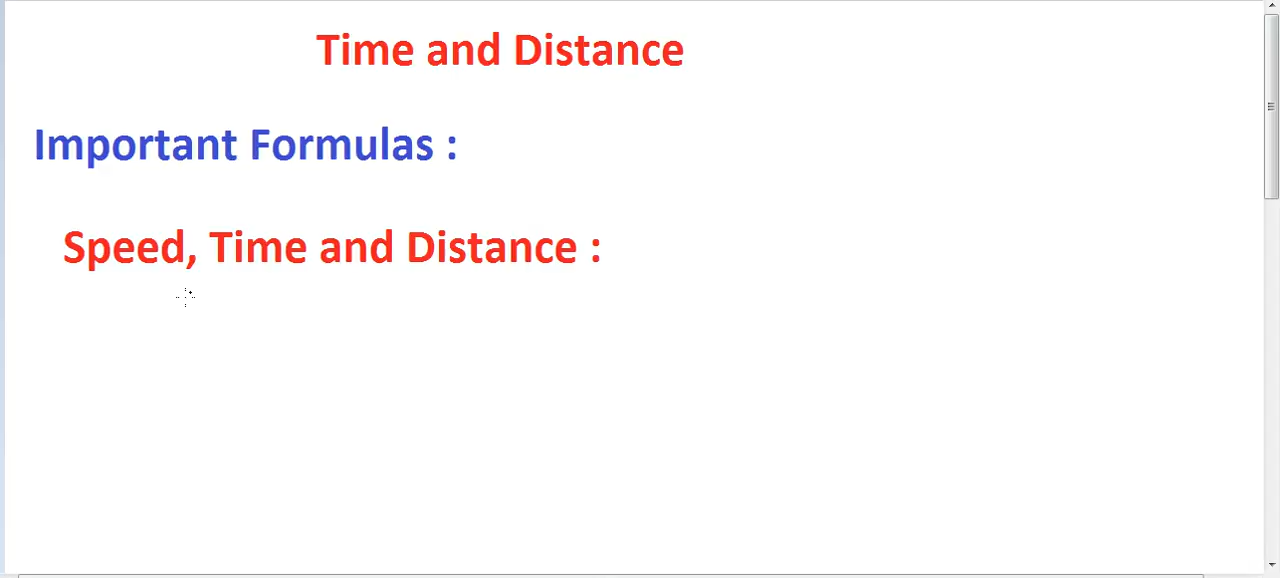 Time and Distance
Important Formulas :
Speed, Time and Distance :